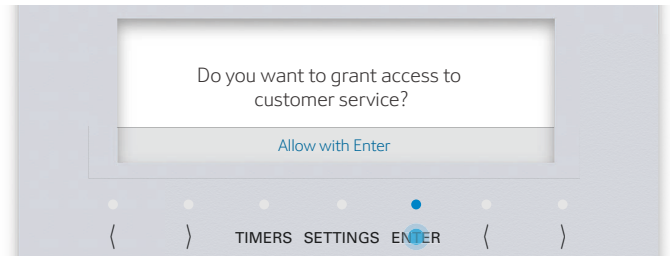 Do you want to grant access to
customer service?
Allow with Enter
⟨ ⟩ TIMERS SETTINGS ENTER ⟨ ⟩